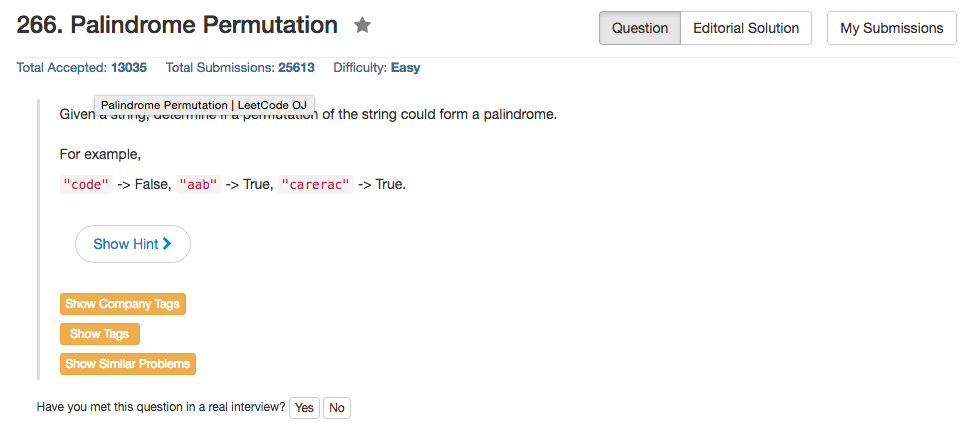 266. Palindrome Permutation
Question Editorial Solution My Submissions
Total Accepted: 13035 Total Submissions: 25613 Difficulty: Easy
Palindrome Permutation | LeetCode OJ
Given a string, determine if a permutation of the string could form a palindrome.
For example,
"code" -> False, "aab" -> True, "carerac" -> True.
Show Hint
Show Company Tags
Show Tags
Show Similar Problems
Have you met this question in a real interview? Yes No